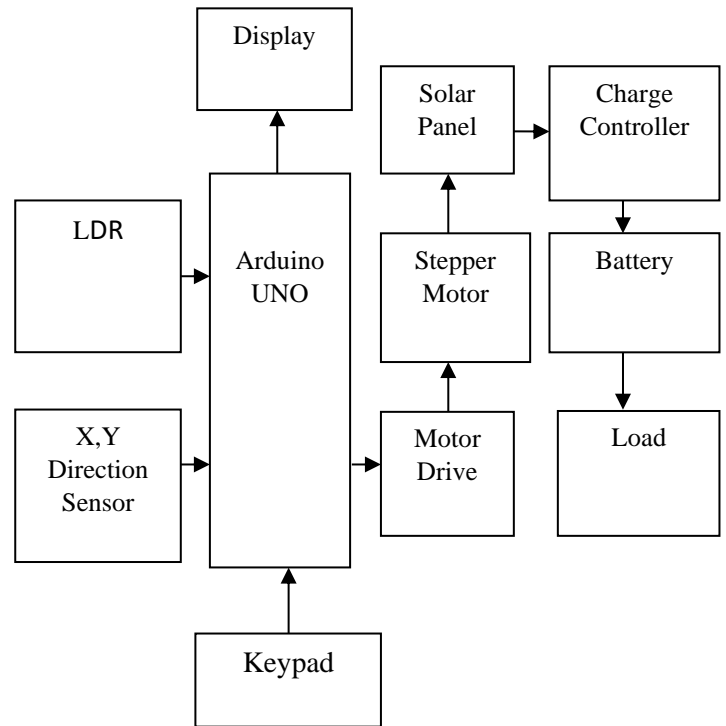 Display
Solar
Panel
Charge
Controller
LDR
Arduino
UNO
Stepper
Motor
Battery
X,Y
Direction
Sensor
Motor
Drive
Load
Keypad